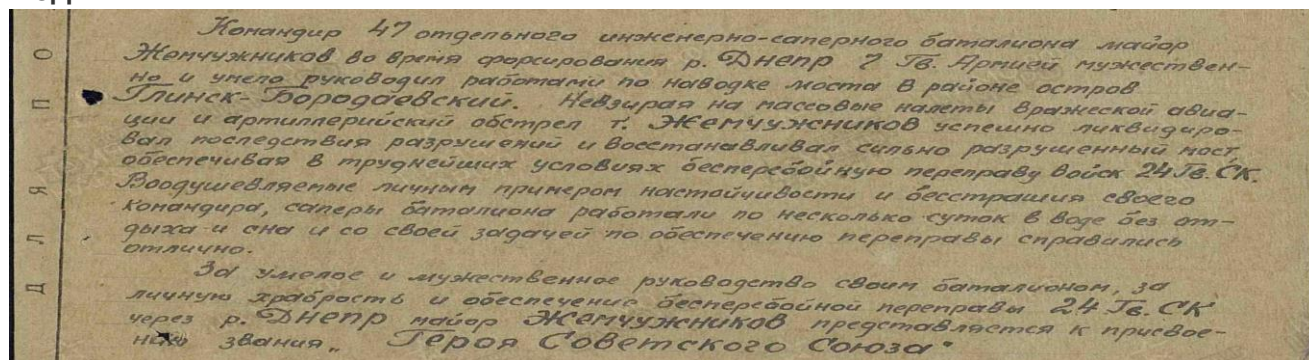 Командир 47 отдельного инженерно-саперного баталиона майор
Жемчужников во время форсирования р. Днепр 7 Гв. Армией мужествен-
но и умело руководил работами по наводке моста в районе остров
Глинск-Бородаевский. Невзирая на массовые налеты вражеской авиа-
ции и артиллерийский обстрел т. Жемчужников успешно ликвидиро-
вал последствия разрушений и восстанавливал сильно разрушенный мост,
обеспечивая в труднейших условиях бесперебойную переправу войск 24 Гв. СК.
Воодушевляемые личным примером настойчивости и бесстрашия своего
командира, саперы баталиона работали по несколько суток в воде без от-
дыха и сна и со своей задачей по обеспечению переправы справились
отлично.
За умелое и мужественное руководство своим баталионом, за
личную храбрость и обеспечение бесперебойной переправы 24 Гв. СК
через р. Днепр майор Жемчужников представляется к присвое-
нию звания „Героя Советского Союза"
ДЛЯ ПО